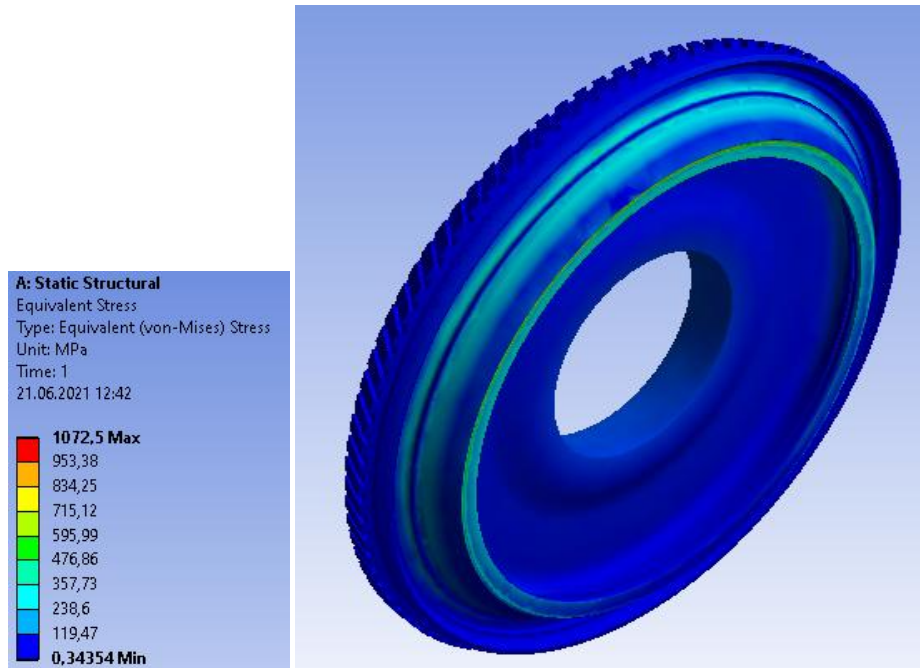 A: Static Structural
Equivalent Stress
Type: Equivalent (von-Mises) Stress
Unit: MPa
Time: 1
21.06.2021 12:42
1072,5 Max
953,38
834,25
715,12
595,99
476,86
357,73
238,6
119,47
0,34354 Min